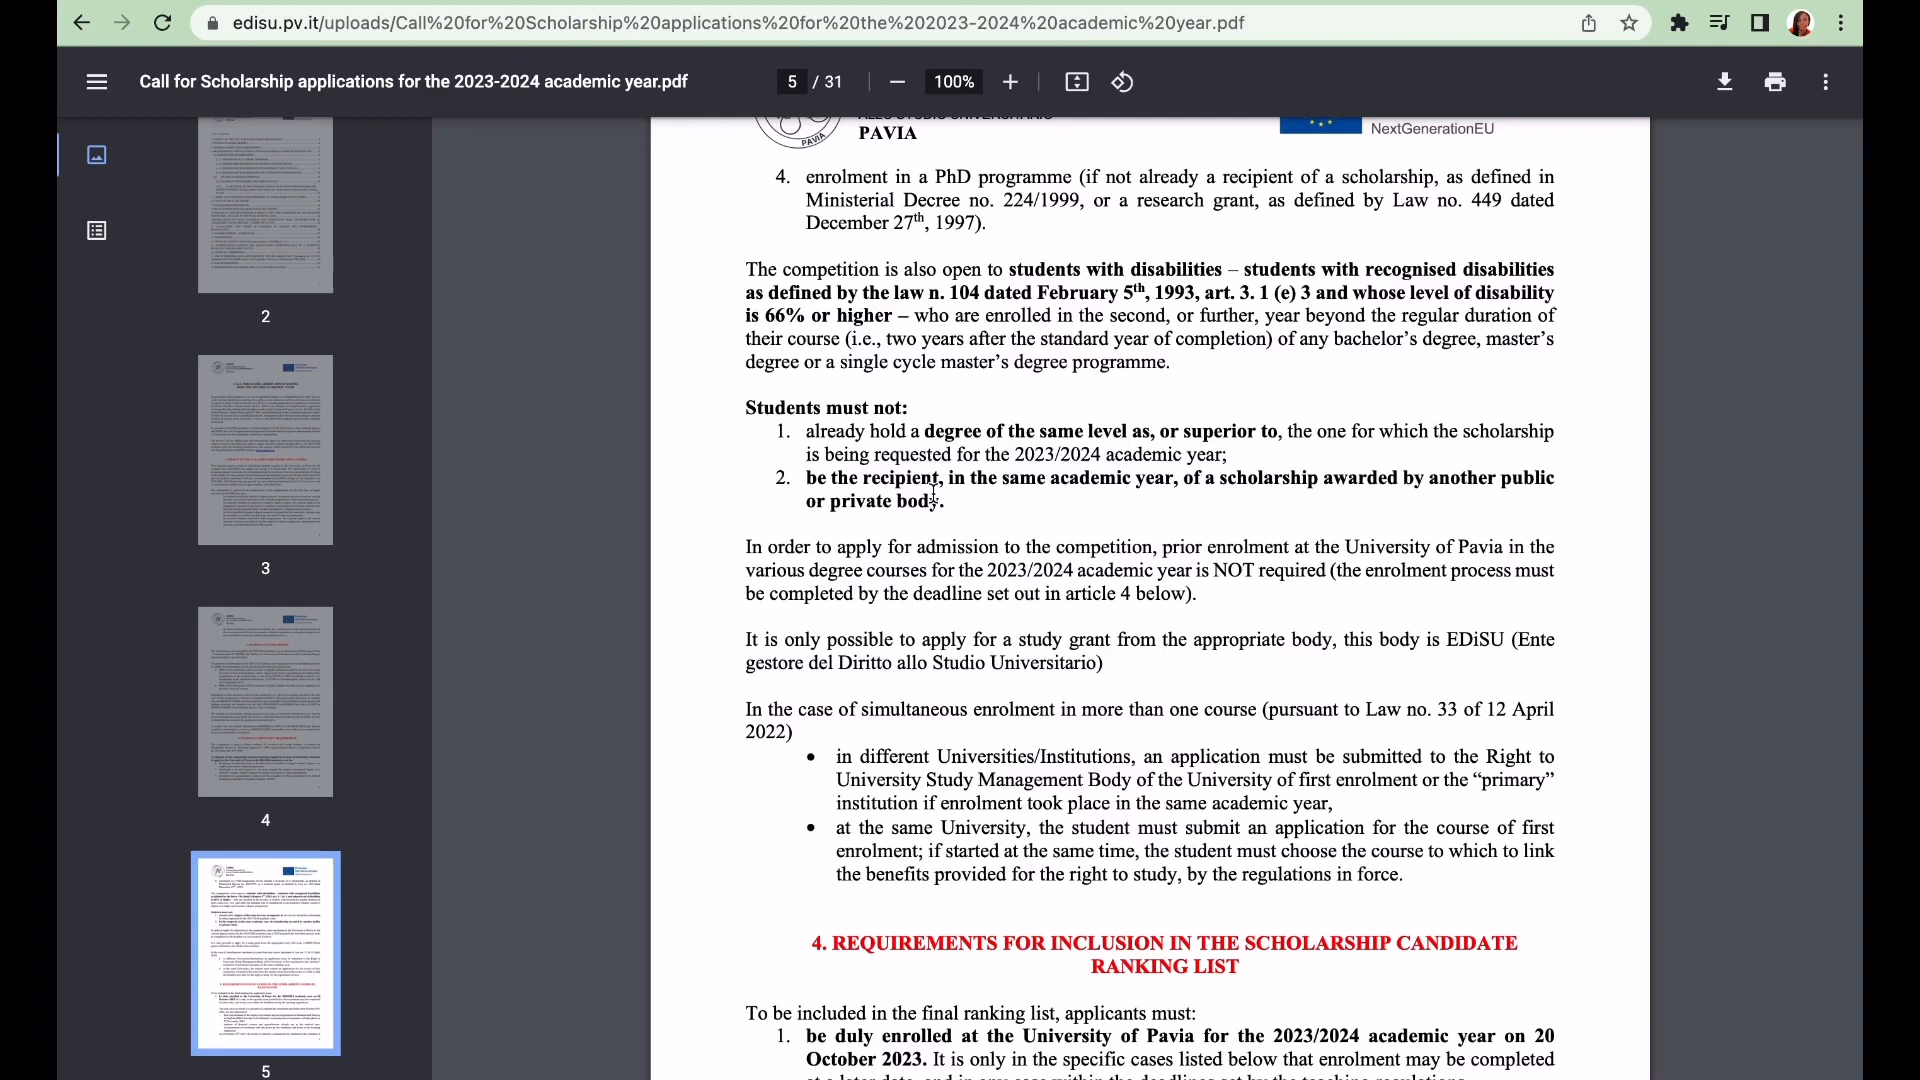 edisu.pv.it/uploads/Call%20for%20Scholarship%20applications%20for%20the%202023-2024%20academic%20year.pdf
Call for Scholarship applications for the 2023-2024 academic year.pdf
5 / 31
100%
2
3
4
5
PAVIA
PAVIA
NextGenerationEU
4. enrolment in a PhD programme (if not already a recipient of a scholarship, as defined in
Ministerial Decree no. 224/1999, or a research grant, as defined by Law no. 449 dated
December 27th, 1997).
The competition is also open to students with disabilities – students with recognised disabilities
as defined by the law n. 104 dated February 5th, 1993, art. 3. 1 (e) 3 and whose level of disability
is 66% or higher – who are enrolled in the second, or further, year beyond the regular duration of
their course (i.e., two years after the standard year of completion) of any bachelor’s degree, master’s
degree or a single cycle master’s degree programme.
Students must not:
1. already hold a degree of the same level as, or superior to, the one for which the scholarship
is being requested for the 2023/2024 academic year;
2. be the recipient, in the same academic year, of a scholarship awarded by another public
or private body.
In order to apply for admission to the competition, prior enrolment at the University of Pavia in the
various degree courses for the 2023/2024 academic year is NOT required (the enrolment process must
be completed by the deadline set out in article 4 below).
It is only possible to apply for a study grant from the appropriate body, this body is EDiSU (Ente
gestore del Diritto allo Studio Universitario)
In the case of simultaneous enrolment in more than one course (pursuant to Law no. 33 of 12 April
2022)
• in different Universities/Institutions, an application must be submitted to the Right to
University Study Management Body of the University of first enrolment or the “primary”
institution if enrolment took place in the same academic year,
• at the same University, the student must submit an application for the course of first
enrolment; if started at the same time, the student must choose the course to which to link
the benefits provided for the right to study, by the regulations in force.
4. REQUIREMENTS FOR INCLUSION IN THE SCHOLARSHIP CANDIDATE
RANKING LIST
To be included in the final ranking list, applicants must:
1. be duly enrolled at the University of Pavia for the 2023/2024 academic year on 20
October 2023. It is only in the specific cases listed below that enrolment may be completed